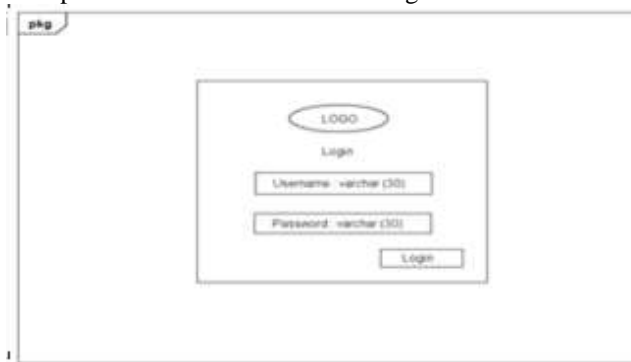 pkg
LOGO
Login
Username varchar (30)
Password varchar (30)
Login